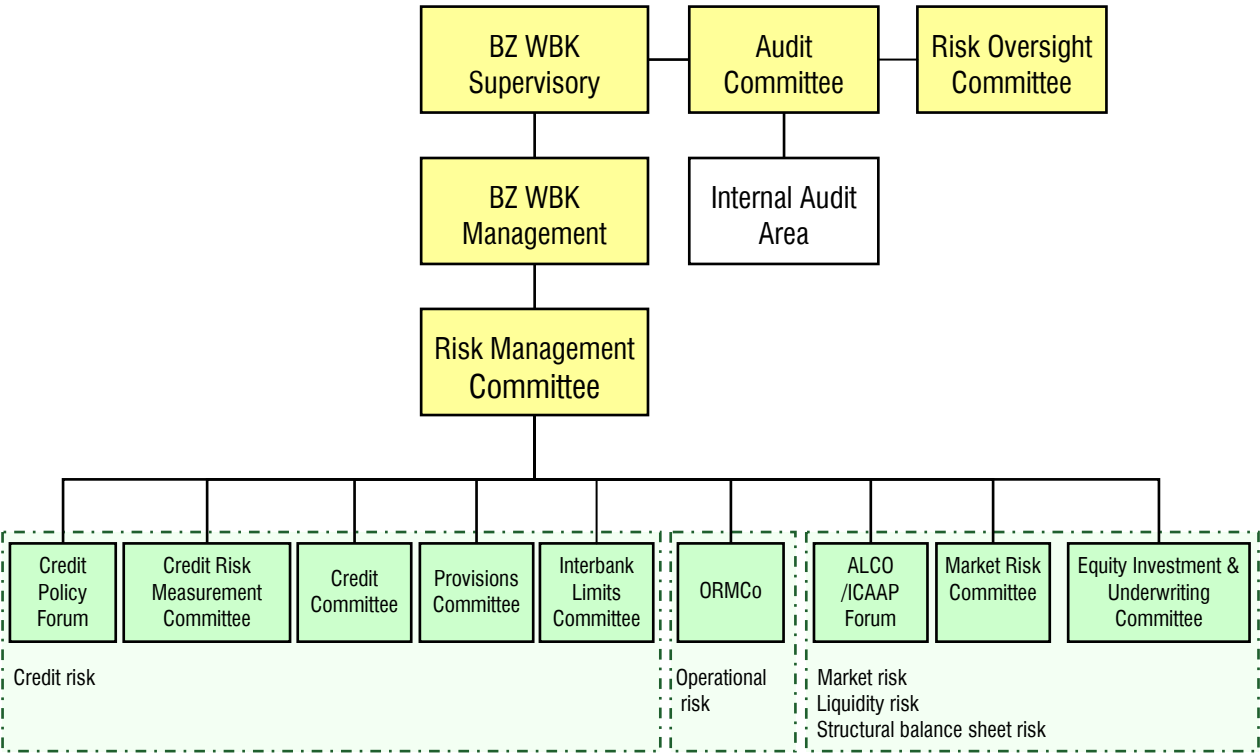 BZ WBK
Supervisory
Audit
Committee
Risk Oversight
Committee
BZ WBK
Management
Internal Audit
Area
Risk Management
Committee
Credit
Policy
Forum
Credit Risk
Measurement
Committee
Credit
Committee
Provisions
Committee
Interbank
Limits
Committee
ORMCo
ALCO
/ICAAP
Forum
Market Risk
Committee
Equity Investment &
Underwriting
Committee
Credit risk
Operational
risk
Market risk
Liquidity risk
Structural balance sheet risk